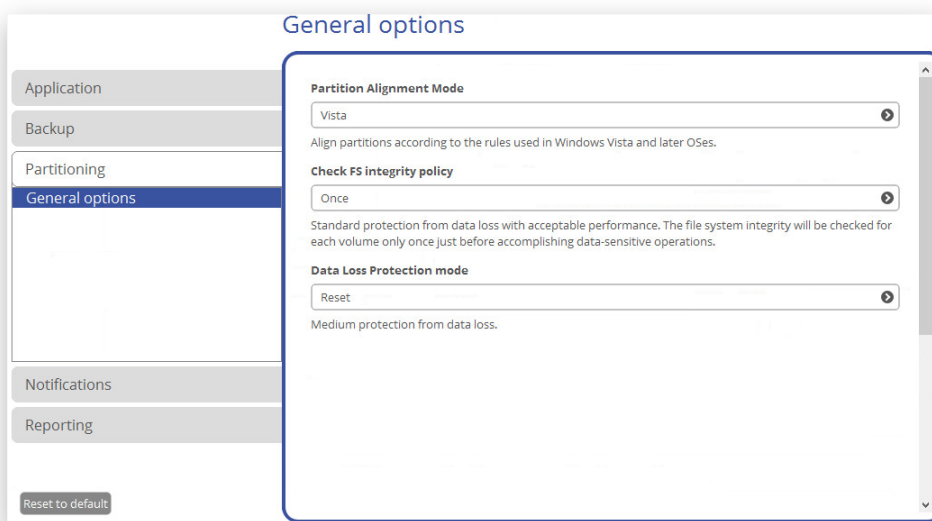 General options
Application
Backup
Partitioning
General options
Notifications
Reporting
Reset to default
Partition Alignment Mode
Vista
Align partitions according to the rules used in Windows Vista and later OSes.
Check FS integrity policy
Once
Standard protection from data loss with acceptable performance. The file system integrity will be checked for
each volume only once just before accomplishing data-sensitive operations.
Data Loss Protection mode
Reset
Medium protection from data loss.